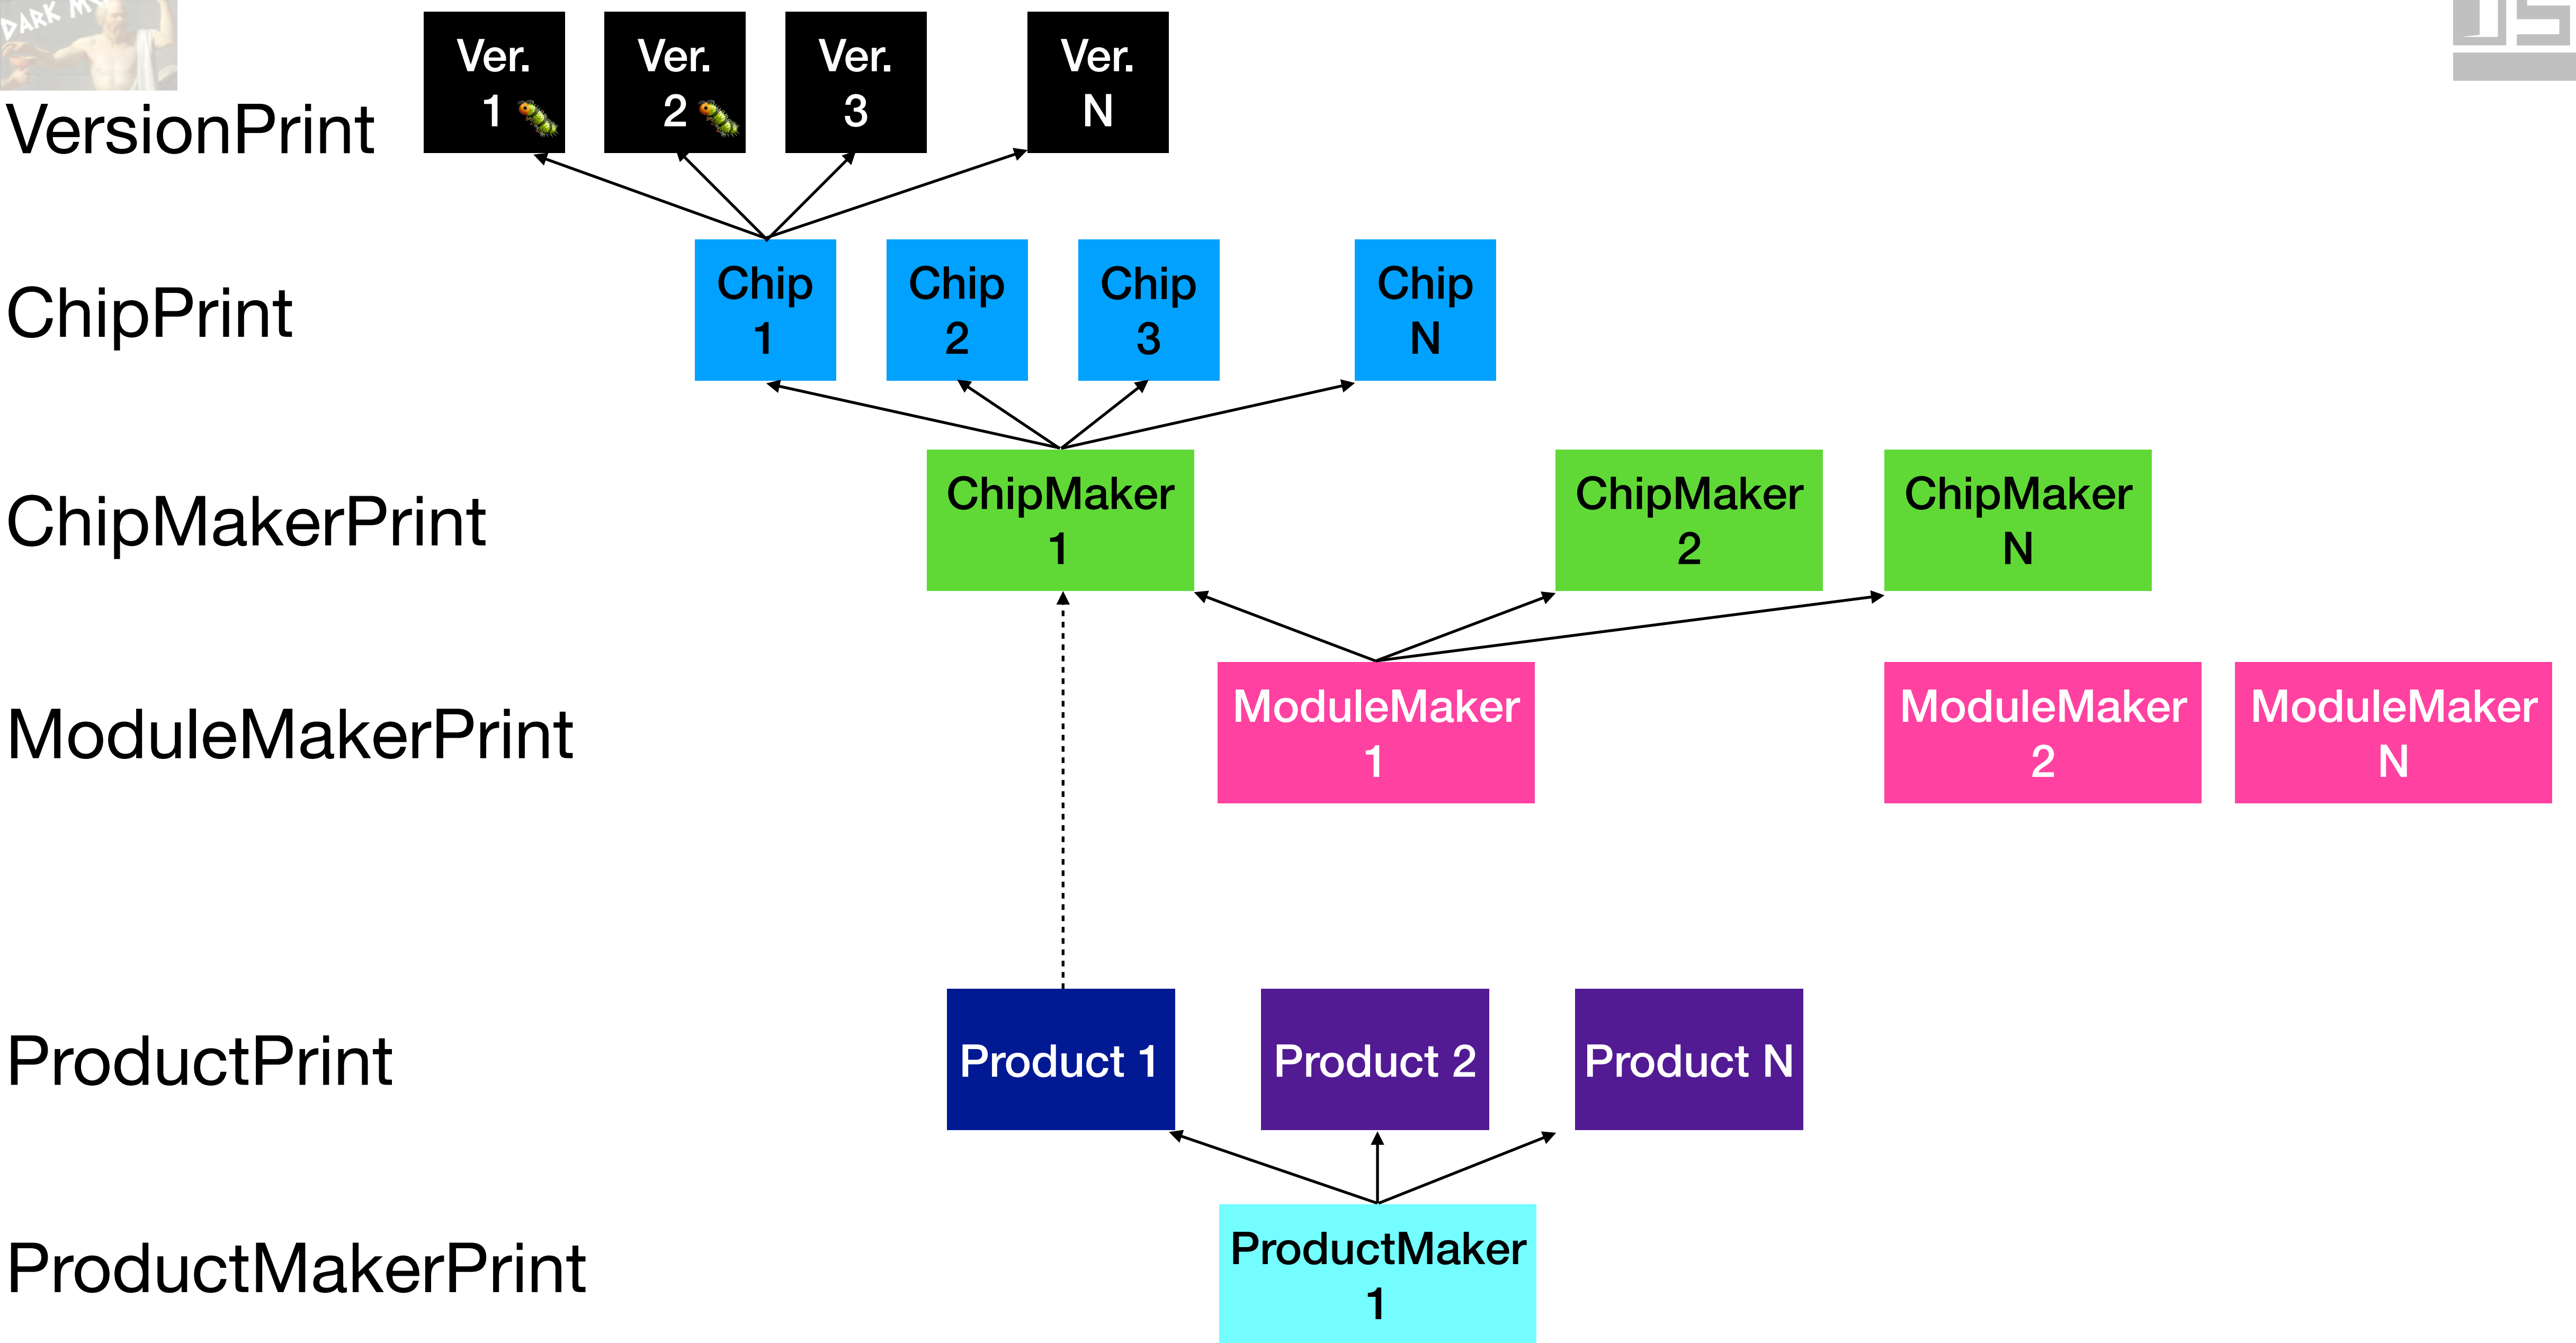 DARK
Ver.
1
Ver.
2
Ver.
3
Ver.
N
VersionPrint
ChipPrint
Chip
1
Chip
2
Chip
3
Chip
N
ChipMakerPrint
ChipMaker
1
ChipMaker
2
ChipMaker
N
ModuleMakerPrint
ModuleMaker
1
ModuleMaker
2
ModuleMaker
N
ProductPrint
Product 1
Product 2
Product N
ProductMakerPrint
ProductMaker
1